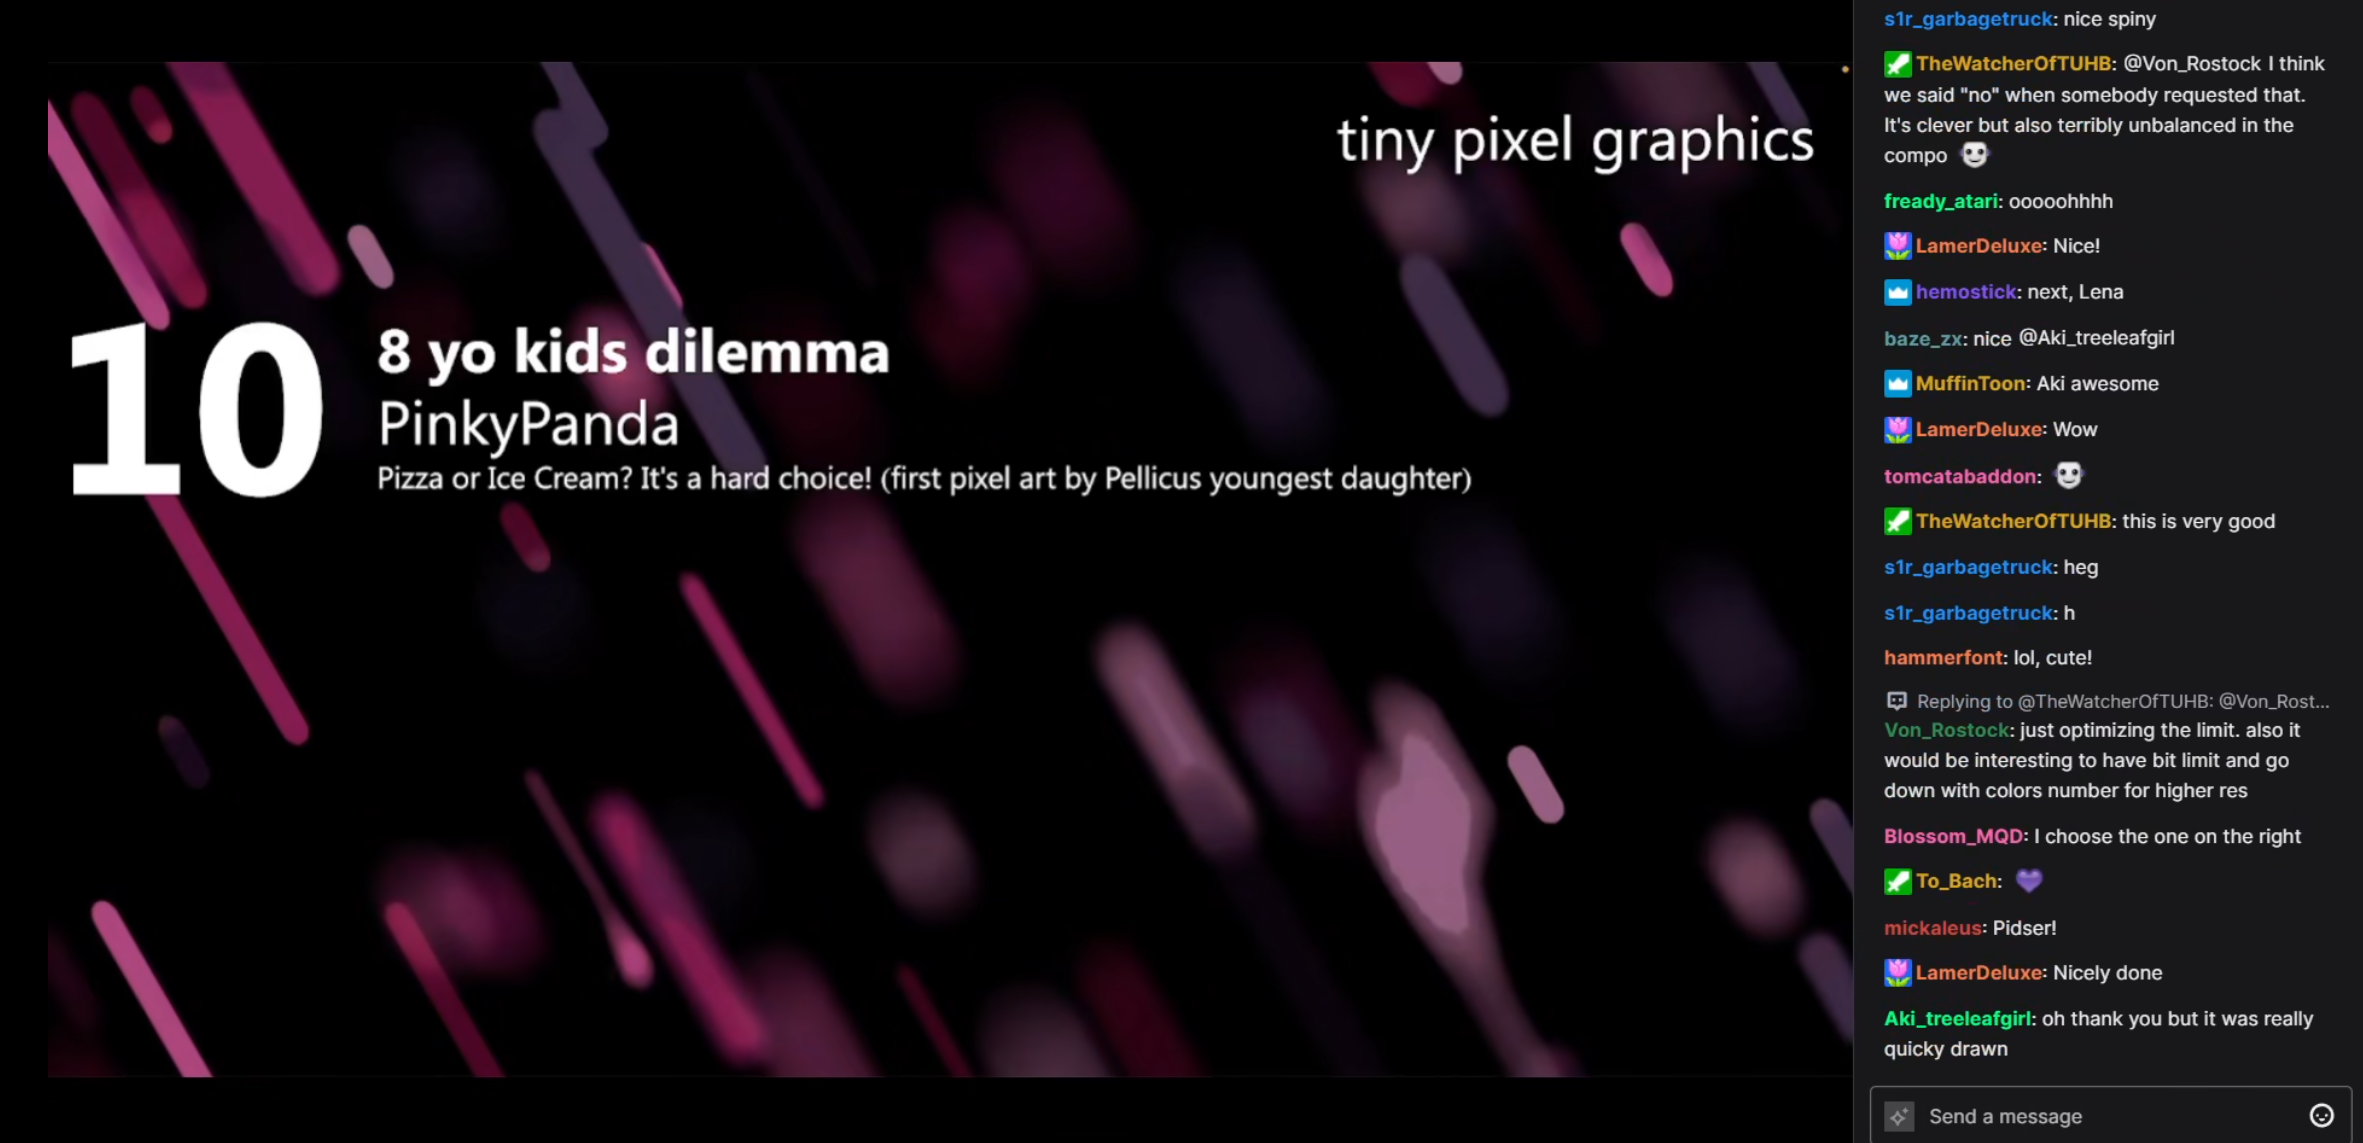 tiny pixel graphics
10
8 yo kids dilemma
PinkyPanda
Pizza or Ice Cream? It's a hard choice! (first pixel art by Pellicus youngest daughter)
s1r_garbagetruck: nice spiny
TheWatcherOfTUHB: @Von_Rostock I think
we said "no" when somebody requested that.
It's clever but also terribly unbalanced in the
compo
fready_atari: ooooohhhh
LamerDeluxe: Nice!
hemostick: next, Lena
baze_zx: nice @Aki_treeleafgirl
MuffinToon: Aki awesome
LamerDeluxe: Wow
tomcatabaddon:
TheWatcherOfTUHB: this is very good
s1r_garbagetruck: heg
s1r_garbagetruck: h
hammerfont: lol, cute!
Replying to @TheWatcherOfTUHB: @Von_Rost...
Von_Rostock: just optimizing the limit. also it
would be interesting to have bit limit and go
down with colors number for higher res
Blossom_MQD: I choose the one on the right
To_Bach:
mickaleus: Pidser!
LamerDeluxe: Nicely done
Aki_treeleafgirl: oh thank you but it was really
quicky drawn
Send a message